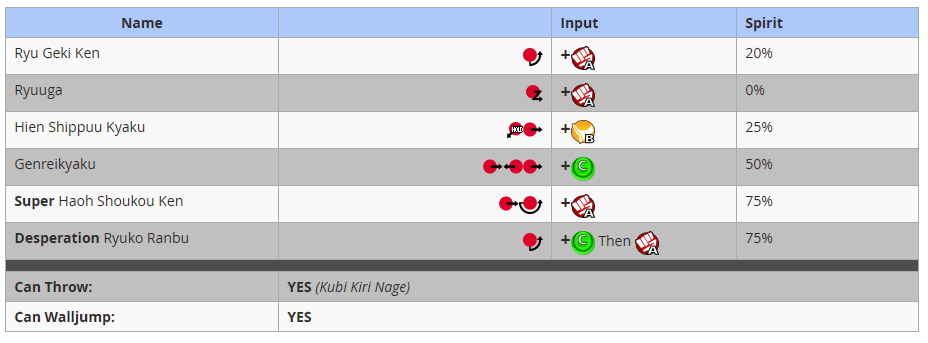 Name Input Spirit
Ryu Geki Ken +A 20%
Ryuuga +A 0%
Hien Shippuu Kyaku HOLD +B 25%
Genreikyaku +C 50%
Super Haoh Shoukou Ken +A 75%
Desperation Ryuko Ranbu +C Then A 75%
Can Throw: YES (Kubi Kiri Nage)
Can Walljump: YES